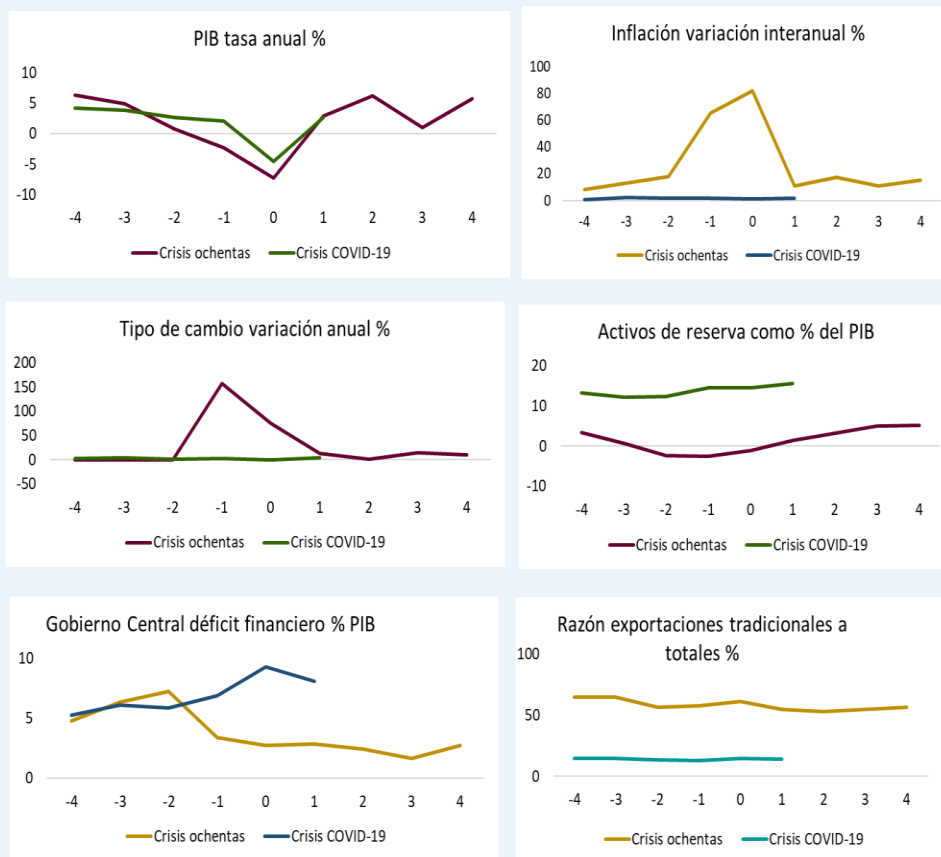 PIB tasa anual %
10
5
0
-5
-10
-4 -3 -2 -1 0 1 2 3 4
Crisis ochentas Crisis COVID-19
Inflación variación interanual %
100
80
60
40
20
0
-4 -3 -2 -1 0 1 2 3 4
Crisis ochentas Crisis COVID-19
Tipo de cambio variación anual %
200
150
100
50
0
-50
-4 -3 -2 -1 0 1 2 3 4
Crisis ochentas Crisis COVID-19
Activos de reserva como % del PIB
20
10
0
-10
-4 -3 -2 -1 0 1 2 3 4
Crisis ochentas Crisis COVID-19
Gobierno Central déficit financiero % PIB
10
5
0
-4 -3 -2 -1 0 1 2 3 4
Crisis ochentas Crisis COVID-19
Razón exportaciones tradicionales a
totales %
100
50
0
-4 -3 -2 -1 0 1 2 3 4
Crisis ochentas Crisis COVID-19